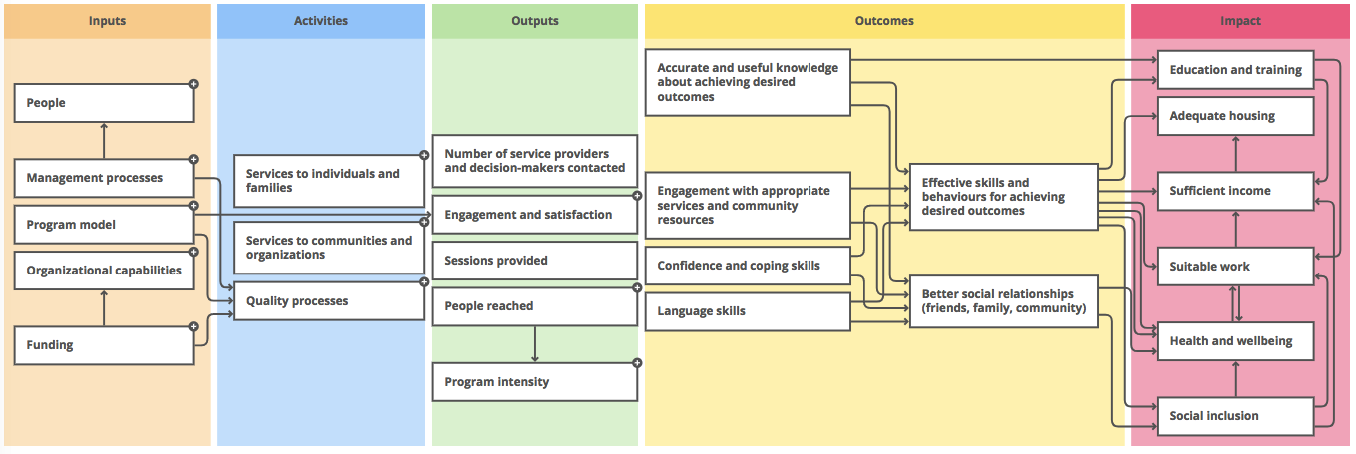 Inputs
Activities
Outputs
Outcomes
Impact
People
Management processes
Program model
Organizational capabilities
Funding
Services to individuals and
families
Services to communities and
organizations
Quality processes
Number of service providers
and decision-makers contacted
Engagement and satisfaction
Sessions provided
People reached
Program intensity
Accurate and useful knowledge
about achieving desired
outcomes
Engagement with appropriate
services and community
resources
Confidence and coping skills
Language skills
Effective skills and
behaviours for achieving
desired outcomes
Better social relationships
(friends, family, community)
Education and training
Adequate housing
Sufficient income
Suitable work
Health and wellbeing
Social inclusion